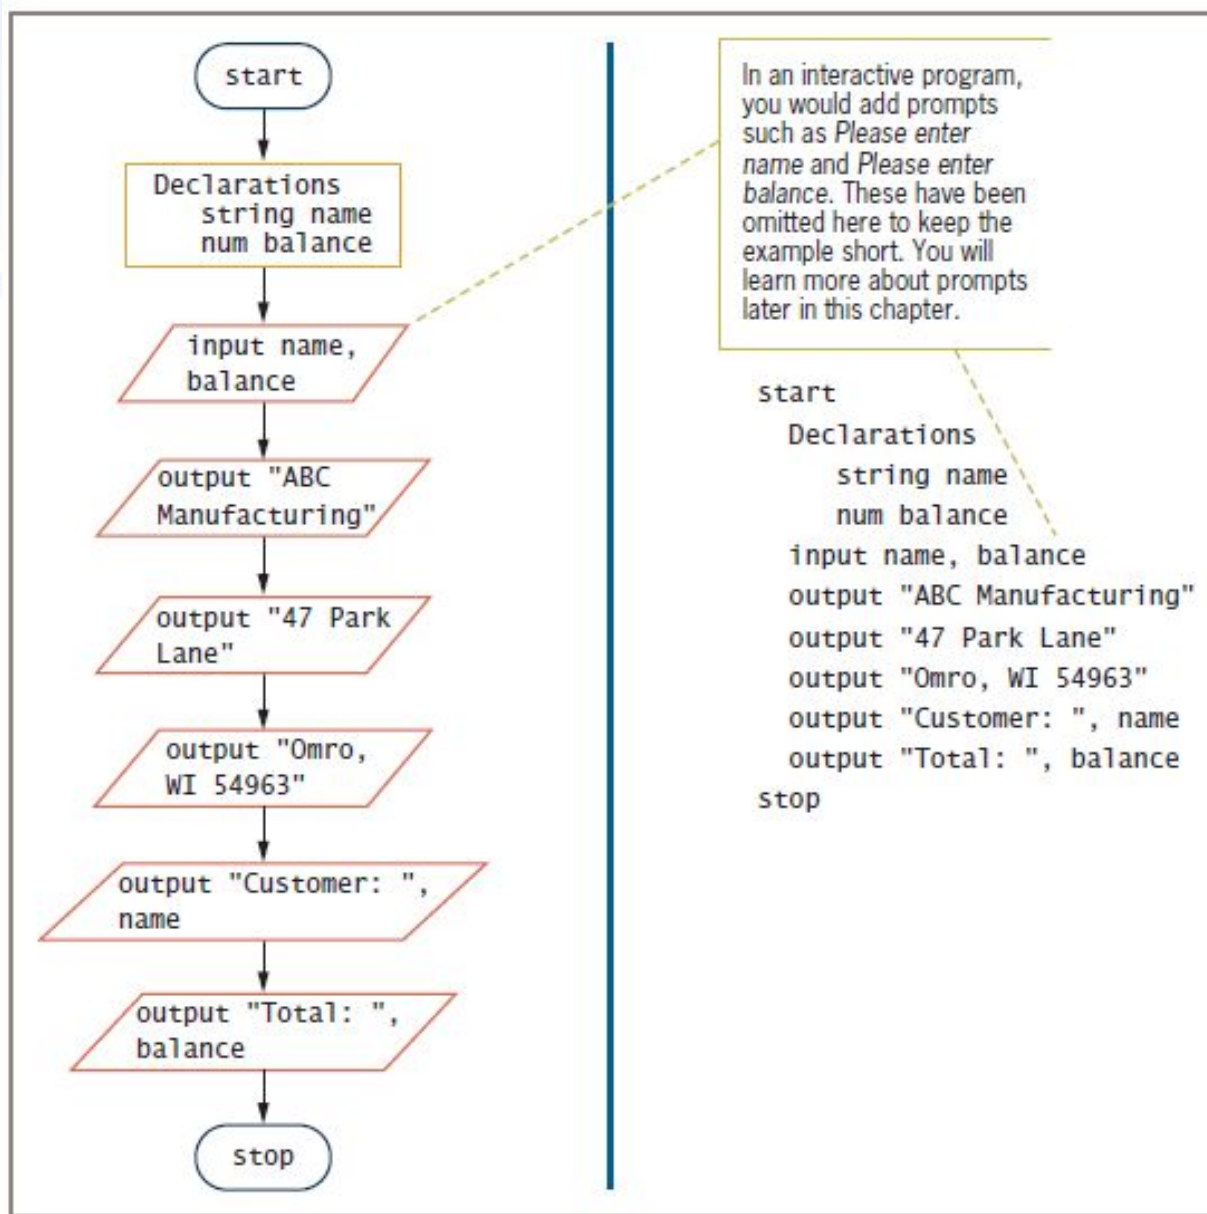 start
Declarations
string name
num balance
input name,
balance
output "ABC
Manufacturing"
output "47 Park
Lane"
output "Omro,
WI 54963"
output "Customer: ",
name
output "Total: ",
balance
stop
In an interactive program,
you would add prompts
such as Please enter
name and Please enter
balance. These have been
omitted here to keep the
example short. You will
learn more about prompts
later in this chapter.
start
Declarations
string name
num balance
input name, balance
output "ABC Manufacturing"
output "47 Park Lane"
output "Omro, WI 54963"
output "Customer: ", name
output "Total: ", balance
stop